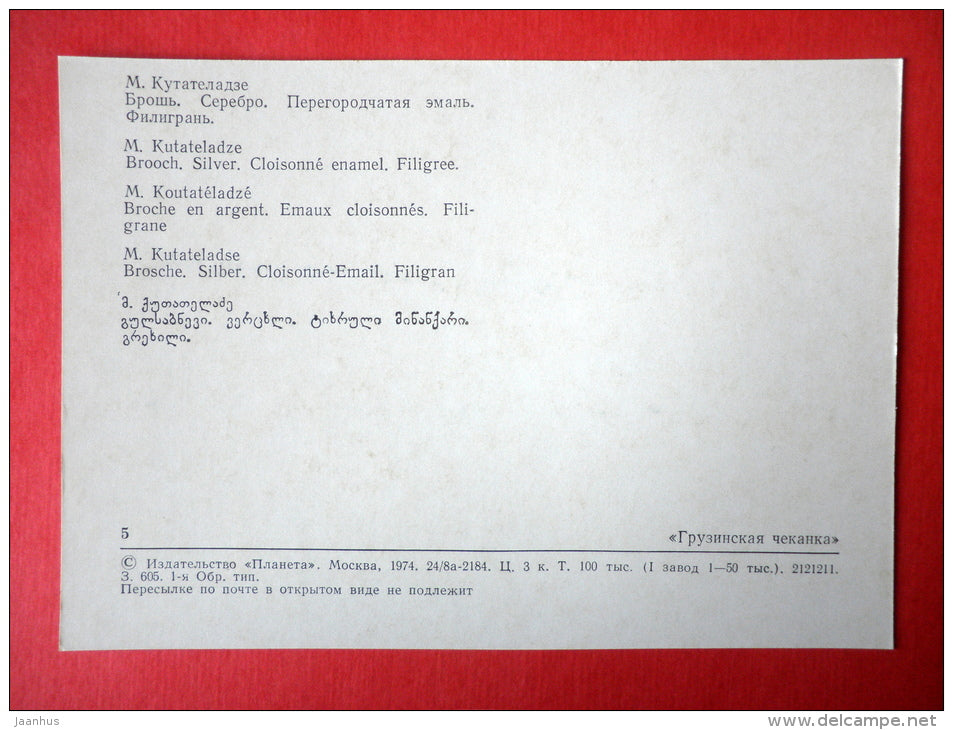 М. Кутателадзе
Брошь. Серебро. Перегородчатая эмаль.
Филигрань.
M. Kutateladze
Brooch. Silver. Cloisonné enamel. Filigree.
M. Koutatéladzé
Broche en argent. Emaux cloisonnés. Fili-
grane
M. Kutateladse
Brosche. Silber. Cloisonné-Email. Filigran
მ. ქუთათელაძე
გულსაბნევი. ვერცხლი. ტიხრული მინანქარი.
გრეხილი.
5
«Грузинская чеканка»
© Издательство «Планета». Москва, 1974. 24/8а-2184. Ц. 3 к. Т. 100 тыс. (I завод 1—50 тыс.). 2121211.
З. 605. 1-я Обр. тип.
Пересылке по почте в открытом виде не подлежит
jaanhus
www.delcampe.net